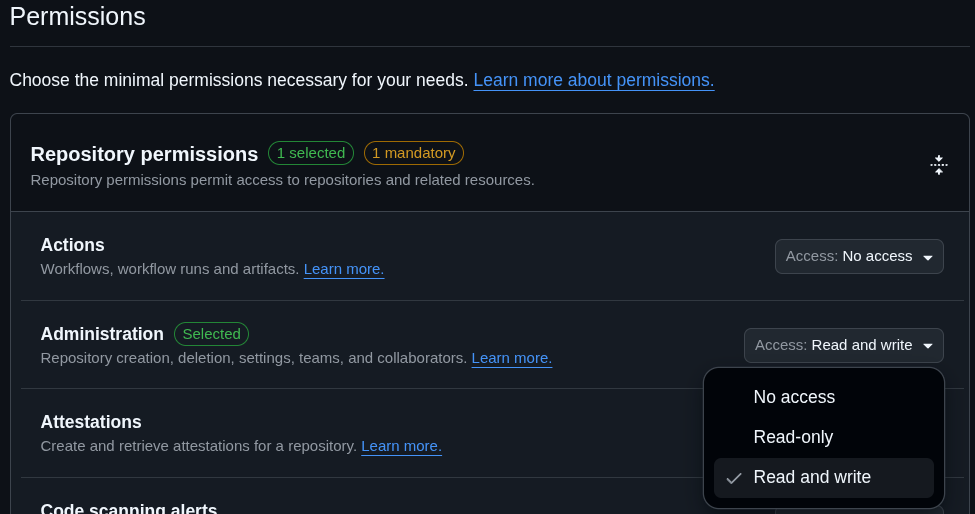 Permissions
Choose the minimal permissions necessary for your needs. Learn more about permissions.
Repository permissions 1 selected 1 mandatory
Repository permissions permit access to repositories and related resources.
Actions
Workflows, workflow runs and artifacts. Learn more.
Access: No access
Administration Selected
Repository creation, deletion, settings, teams, and collaborators. Learn more.
Access: Read and write
No access
Read-only
Read and write
Attestations
Create and retrieve attestations for a repository. Learn more.
Code scanning alerts